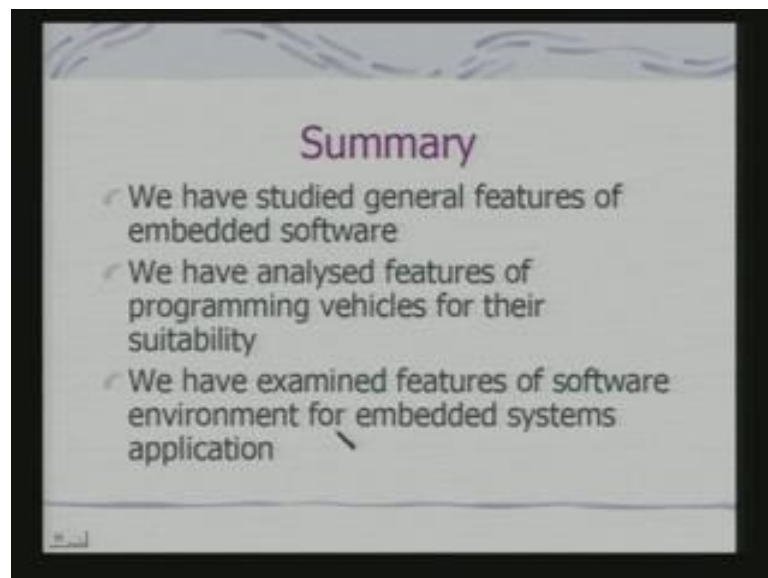 Summary
We have studied general features of
embedded software
We have analysed features of
programming vehicles for their
suitability
We have examined features of software
environment for embedded systems
application